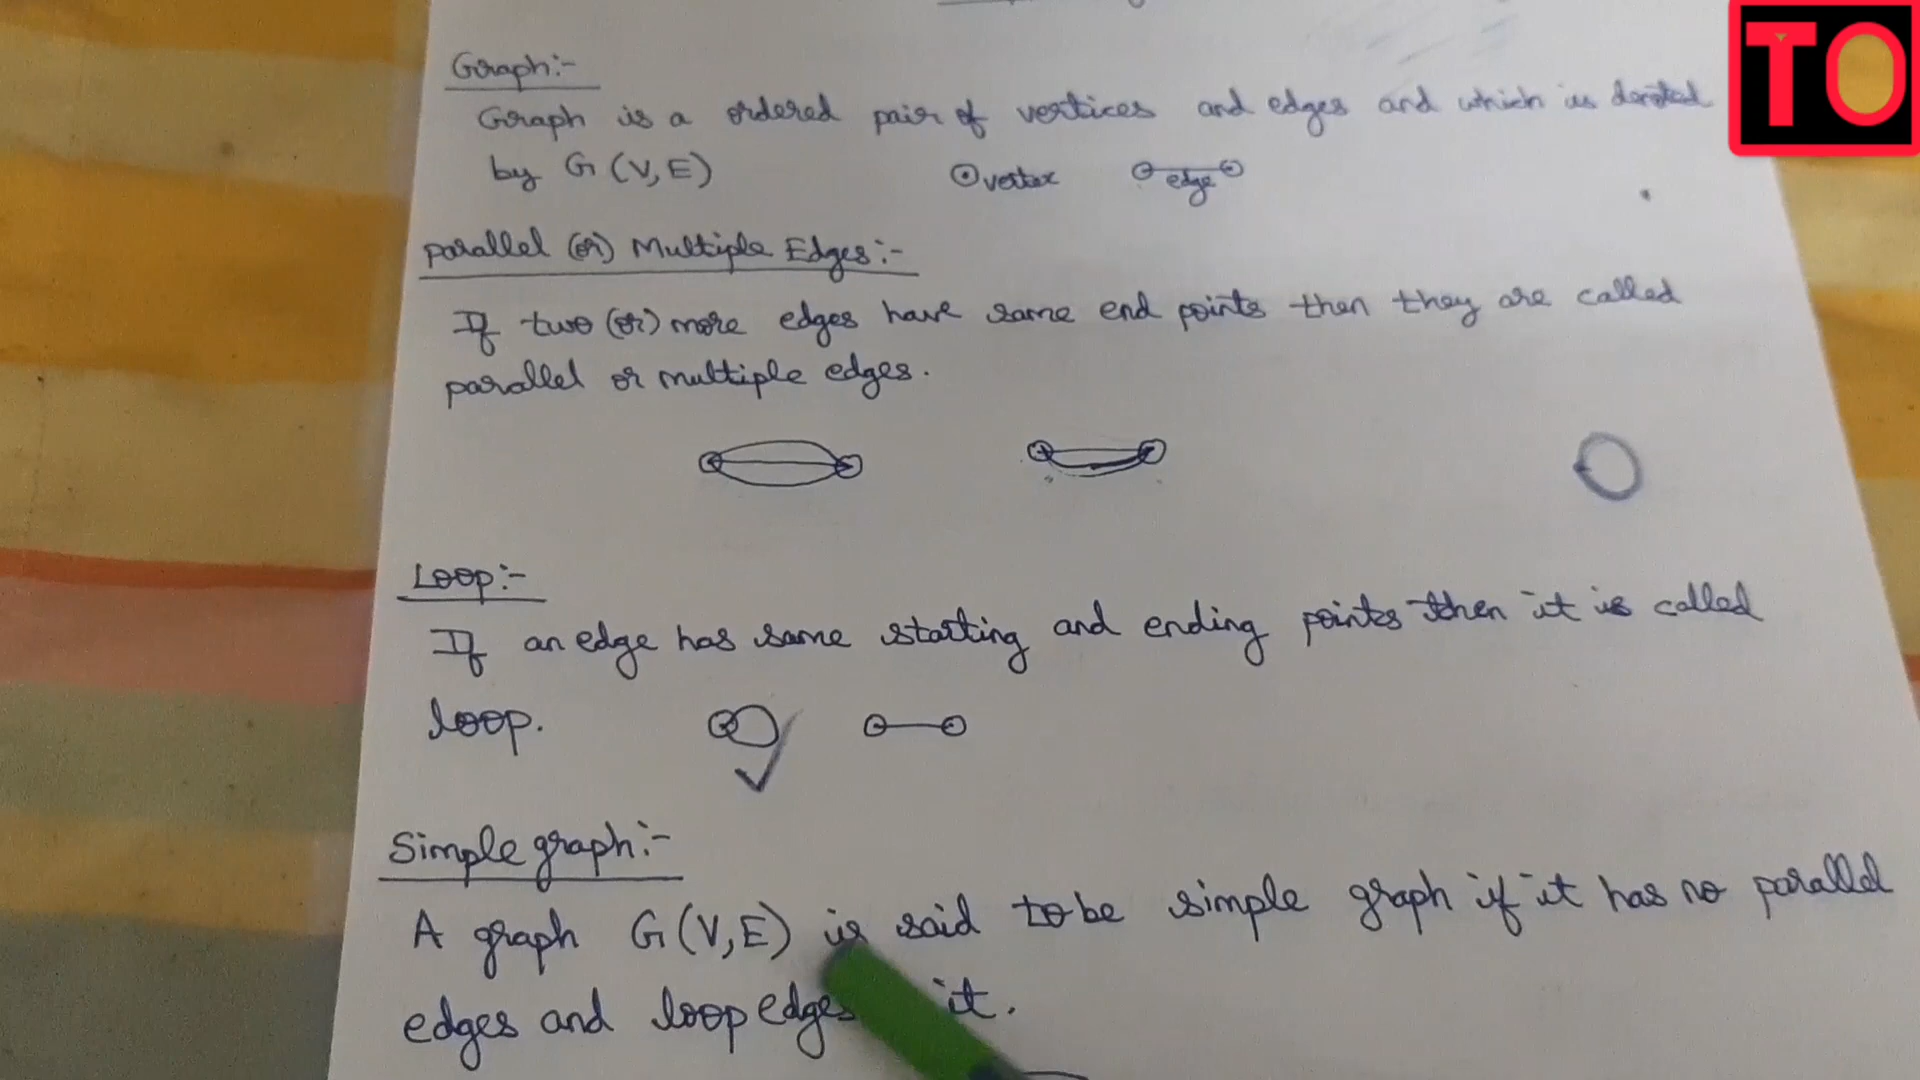 TO
Graph:-
Graph is a ordered pair of vertices and edges and which is denoted
by G (V, E) vertex edge
parallel (or) Multiple Edges:-
If two (or) more edges have same end points then they are called
parallel or multiple edges.
Loop:-
If an edge has same starting and ending points then it is called
loop.
Simple graph:-
A graph G(V, E) is said to be simple graph if it has no parallel
edges and loop edges it.